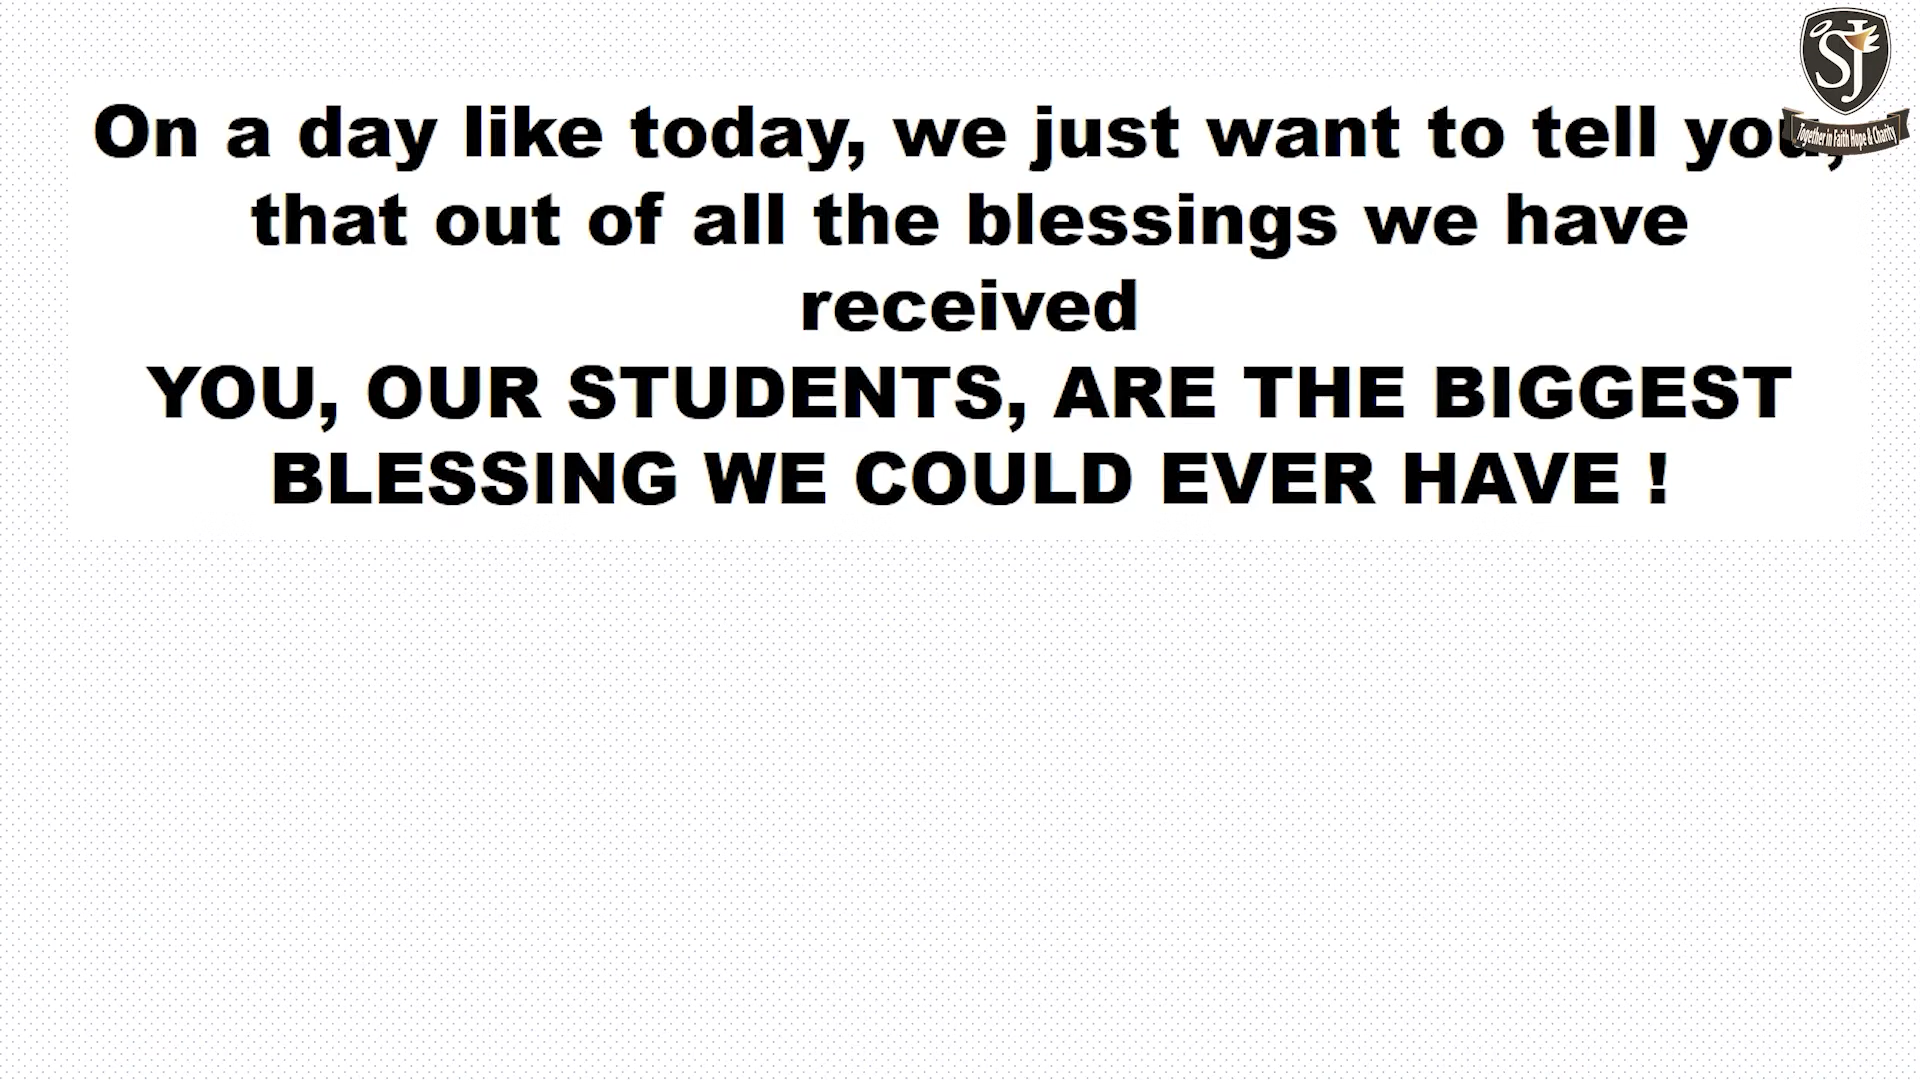 SJ
Together in Faith Hope & Charity
On a day like today, we just want to tell you,
that out of all the blessings we have
received
YOU, OUR STUDENTS, ARE THE BIGGEST
BLESSING WE COULD EVER HAVE !